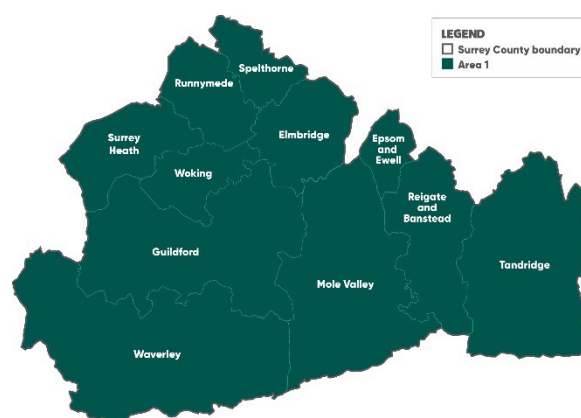 LEGEND
Surrey County boundary
Area 1
Spelthorne
Runnymede
Elmbridge
Surrey
Heath
Epsom
and
Ewell
Woking
Reigate
and
Banstead
Guildford
Tandridge
Mole Valley
Waverley